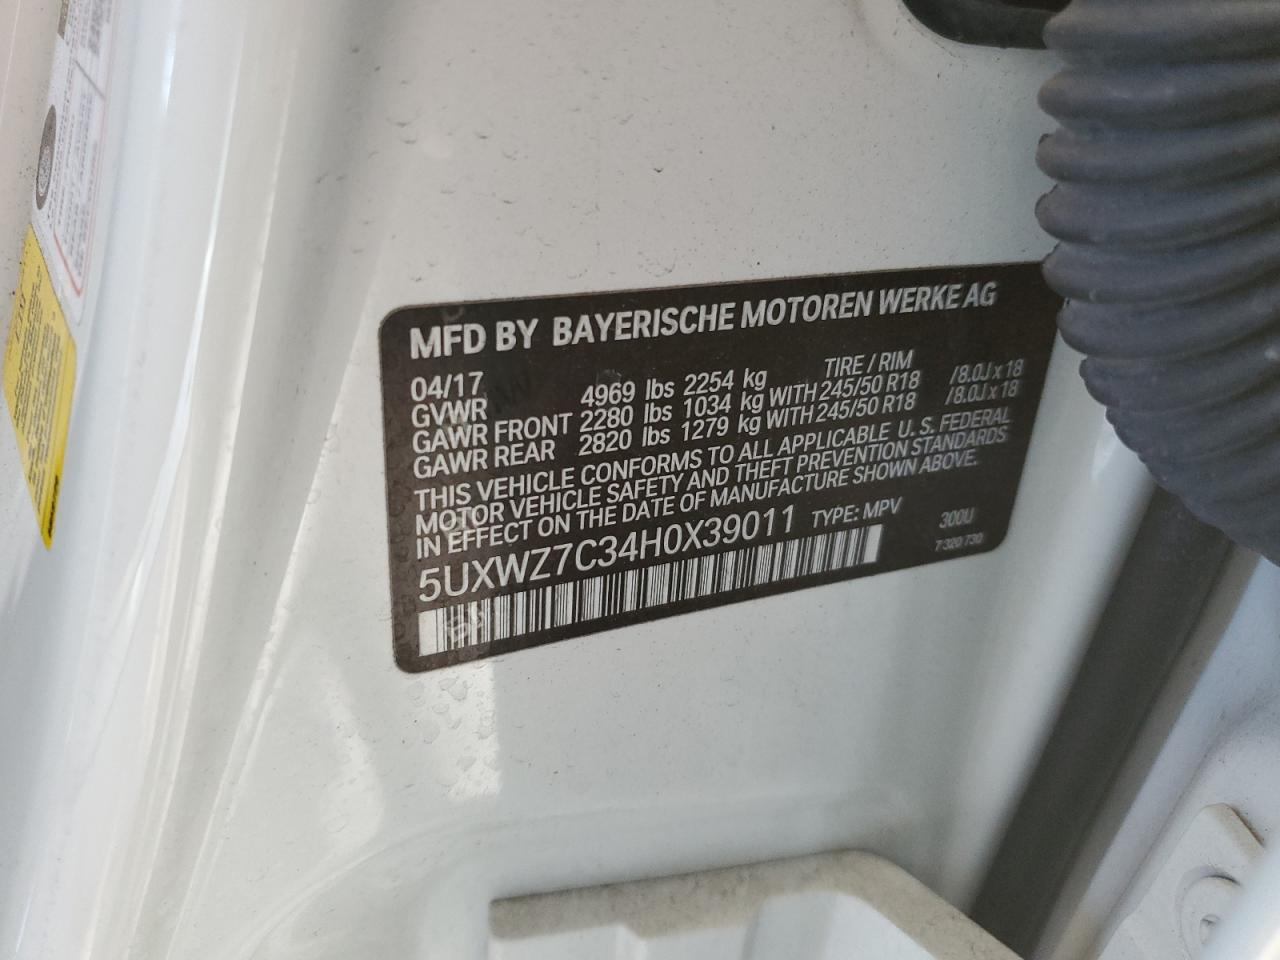 MFD BY BAYERISCHE MOTOREN WERKE AG
04/17 TIRE / RIM
GVWR 4969 lbs 2254 kg
GAWR FRONT 2280 lbs 1034 kg WITH 245/50 R18 /8.0J x 18
GAWR REAR 2820 lbs 1279 kg WITH 245/50 R18 /8.0J x 18
THIS VEHICLE CONFORMS TO ALL APPLICABLE U. S. FEDERAL
MOTOR VEHICLE SAFETY AND THEFT PREVENTION STANDARDS
IN EFFECT ON THE DATE OF MANUFACTURE SHOWN ABOVE.
5UXWZ7C34H0X39011 TYPE: MPV 300U
7 320 730